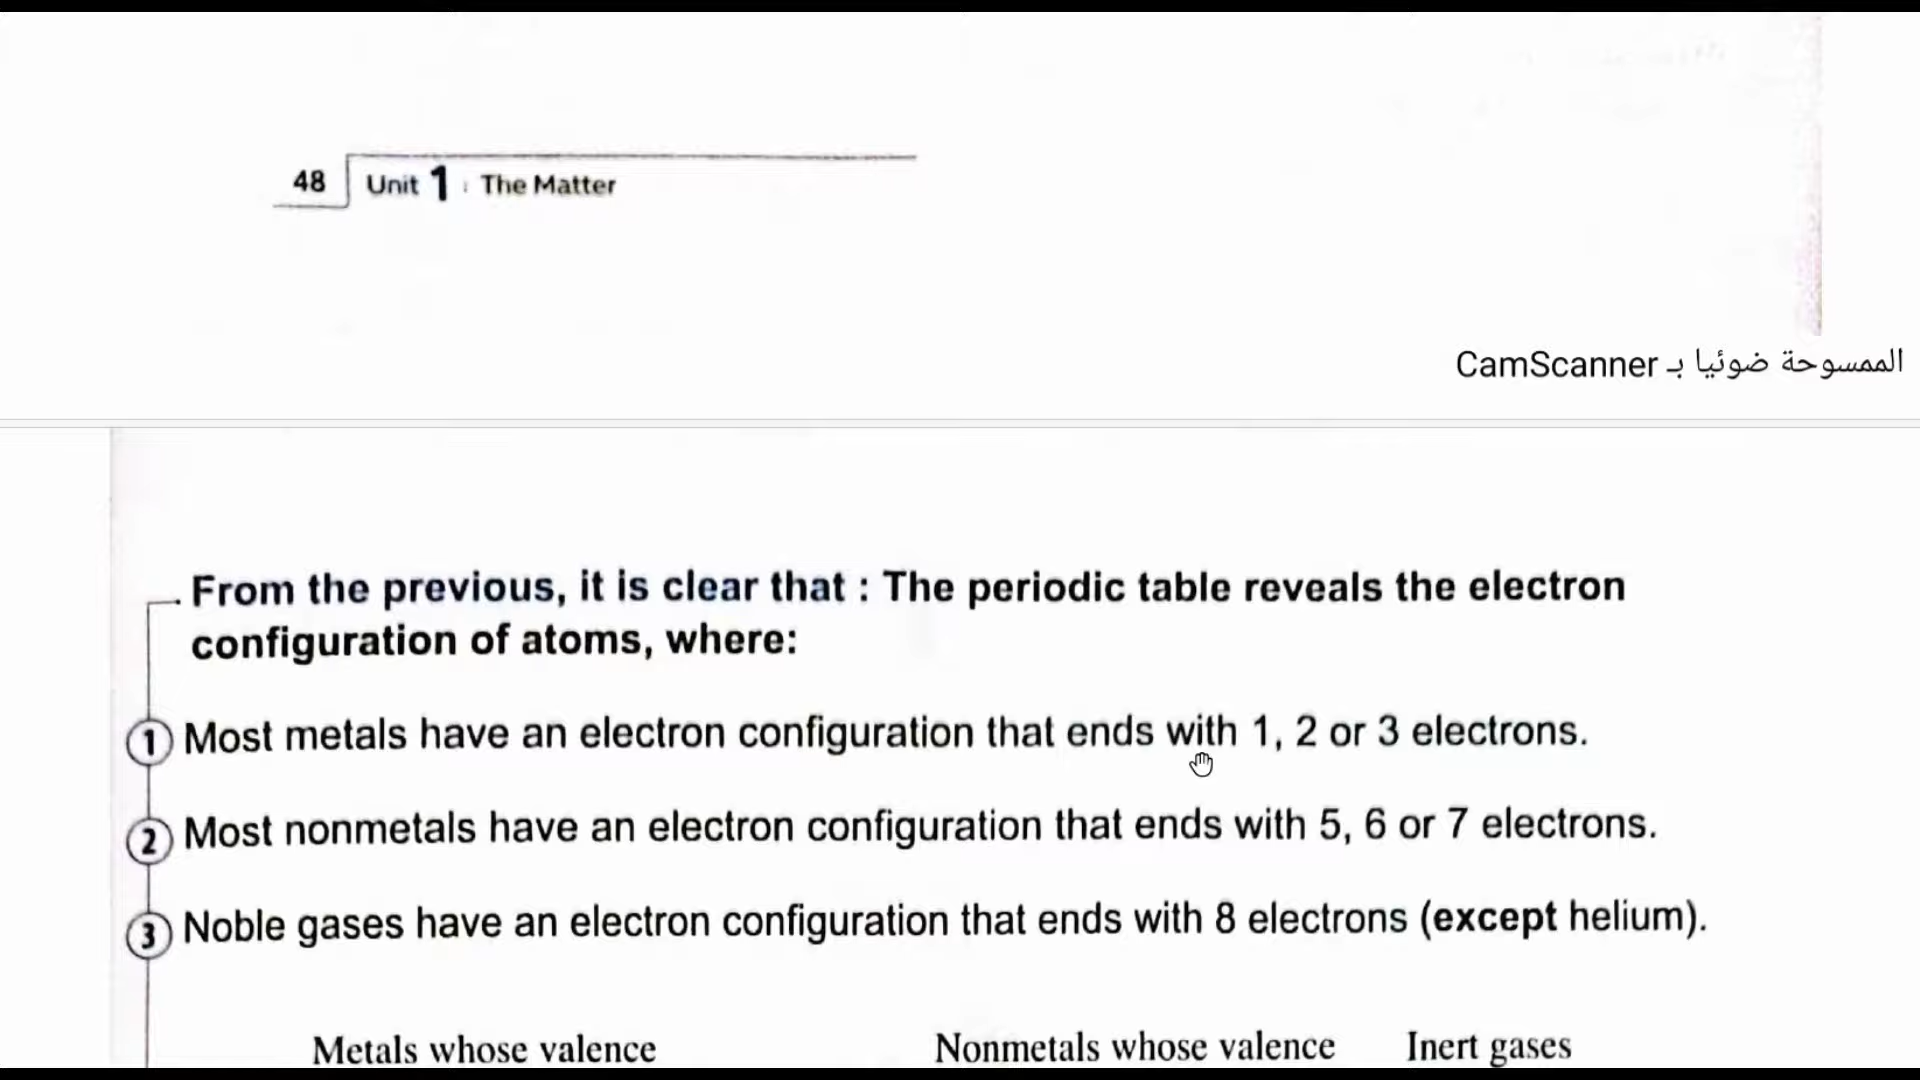 48 Unit 1 : The Matter
الممسوحة ضوئيا بـ CamScanner
From the previous, it is clear that : The periodic table reveals the electron
configuration of atoms, where:
1 Most metals have an electron configuration that ends with 1, 2 or 3 electrons.
2 Most nonmetals have an electron configuration that ends with 5, 6 or 7 electrons.
3 Noble gases have an electron configuration that ends with 8 electrons (except helium).
Metals whose valence Nonmetals whose valence Inert gases